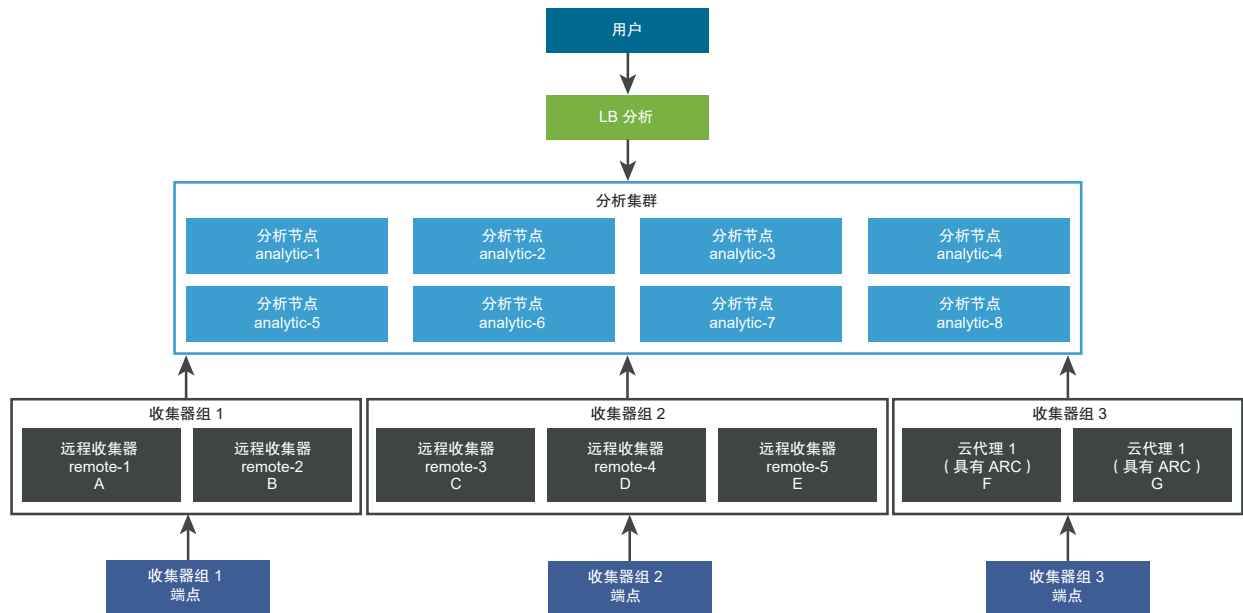 用户
LB 分析
分析集群
分析节点
analytic-1
分析节点
analytic-2
分析节点
analytic-3
分析节点
analytic-4
分析节点
analytic-5
分析节点
analytic-6
分析节点
analytic-7
分析节点
analytic-8
收集器组 1
远程收集器
remote-1
A
远程收集器
remote-2
B
收集器组 2
远程收集器
remote-3
C
远程收集器
remote-4
D
远程收集器
remote-5
E
收集器组 3
云代理 1
（具有 ARC）
F
云代理 1
（具有 ARC）
G
收集器组 1
端点
收集器组 2
端点
收集器组 3
端点